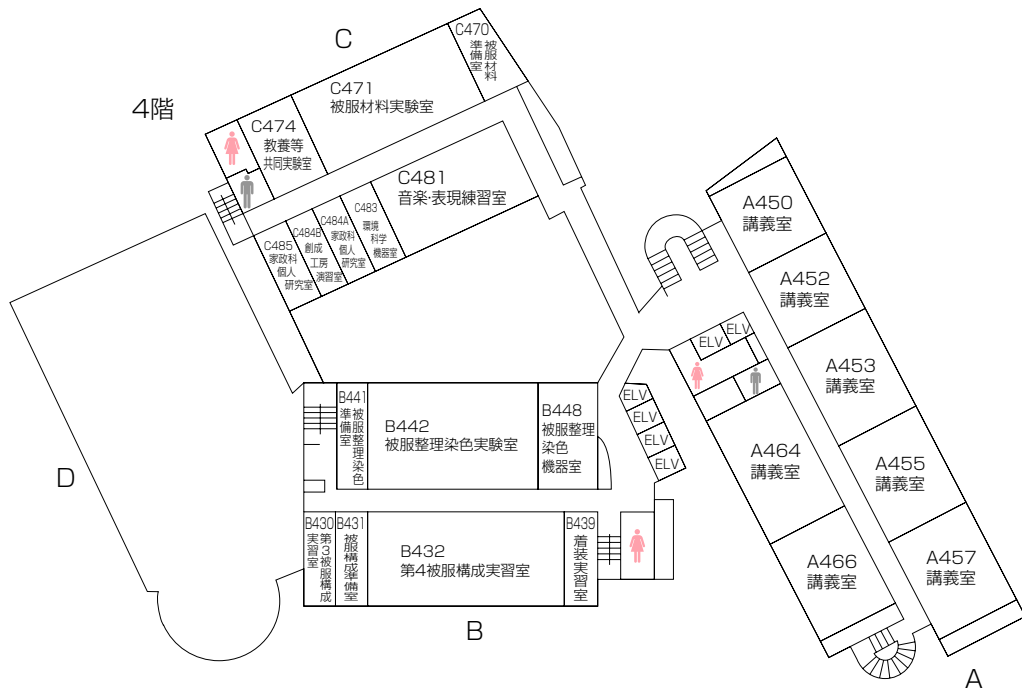 4階
C
C470
被服材料
準備室
C471
被服材料実験室
C474
教養等
共同実験室
C481
音楽・表現練習室
C483
環境
科学
機器室
C484A
家政科
個人
研究室
C484B
創成
工房
演習室
C485
家政科
個人
研究室
A450
講義室
A452
講義室
A453
講義室
A455
講義室
A457
講義室
ELV
ELV
A464
講義室
A466
講義室
A
ELV
ELV
ELV
ELV
B441
被服整理染色
準備室
B442
被服整理染色実験室
B448
被服整理
染色
機器室
D
B430
第3被服構成
実習室
B431
被服構成準備室
B432
第4被服構成実習室
B439
着装実習室
B